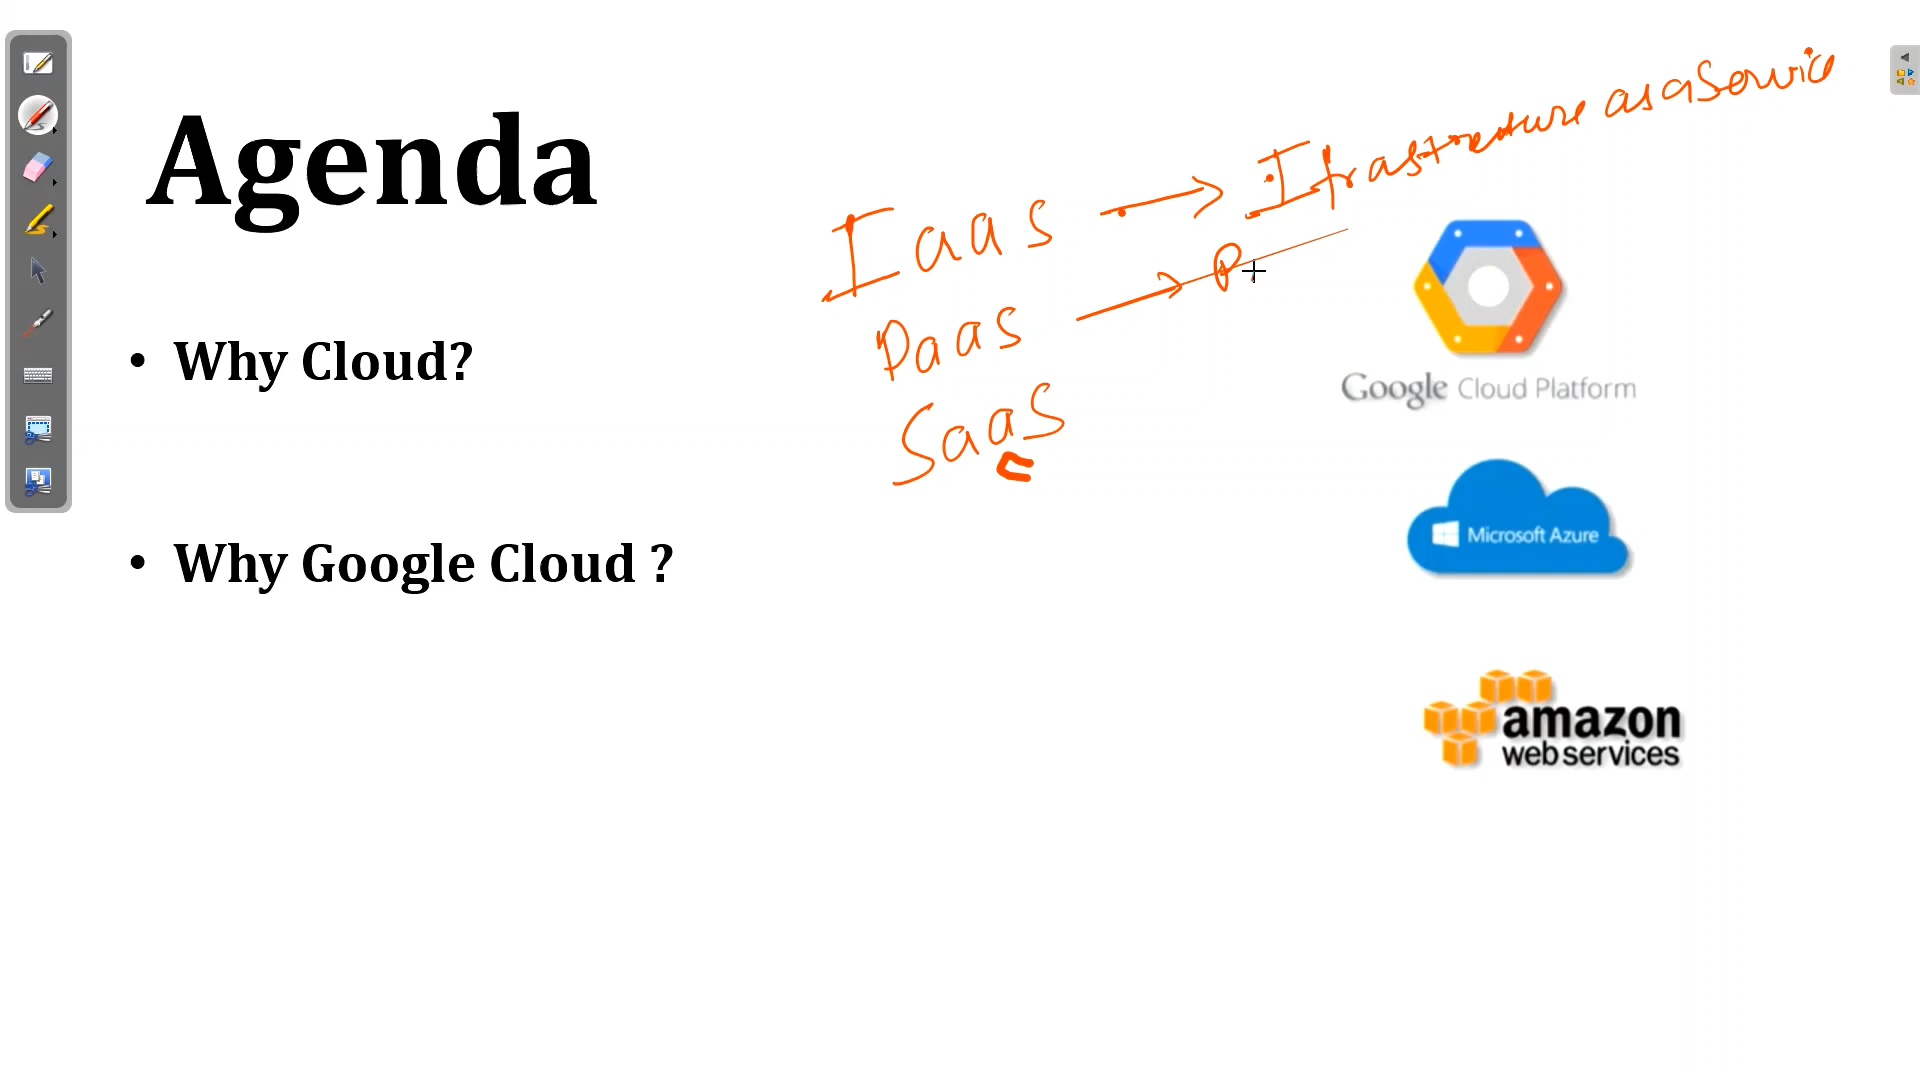 Agenda
Iaas → Ifrastructure as a Servic
Paas → P
Saas
• Why Cloud?
• Why Google Cloud ?
Google Cloud Platform
Microsoft Azure
amazon
web services